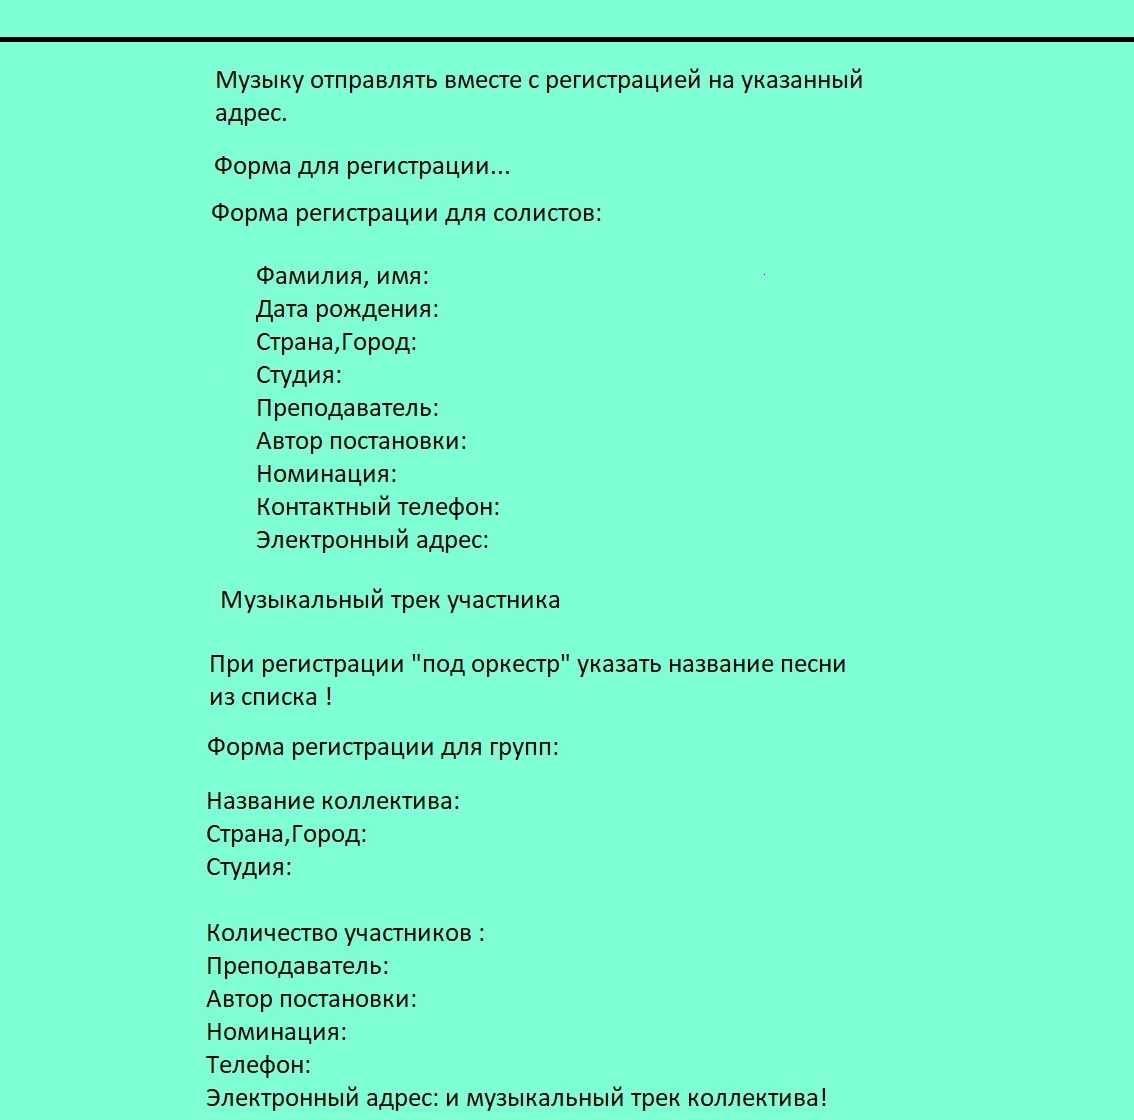 Музыку отправлять вместе с регистрацией на указанный
адрес.
Форма для регистрации...
Форма регистрации для солистов:
Фамилия, имя:
Дата рождения:
Страна,Город:
Студия:
Преподаватель:
Автор постановки:
Номинация:
Контактный телефон:
Электронный адрес:
Музыкальный трек участника
При регистрации "под оркестр" указать название песни
из списка !
Форма регистрации для групп:
Название коллектива:
Страна,Город:
Студия:
Количество участников :
Преподаватель:
Автор постановки:
Номинация:
Телефон:
Электронный адрес: и музыкальный трек коллектива!